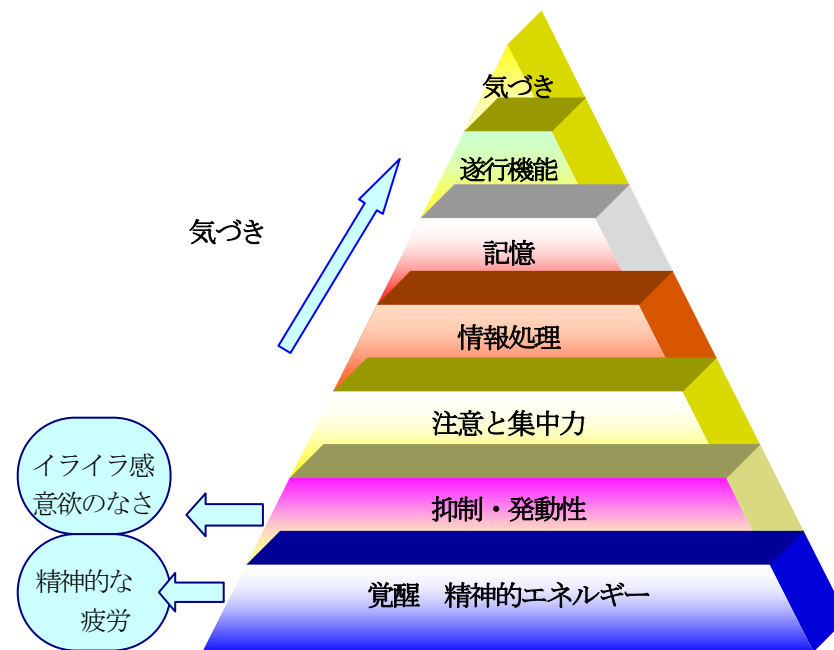 気づき
遂行機能
気づき
記憶
情報処理
注意と集中力
イライラ感
意欲のなさ
抑制・発動性
精神的な
疲労
覚醒　精神的エネルギー